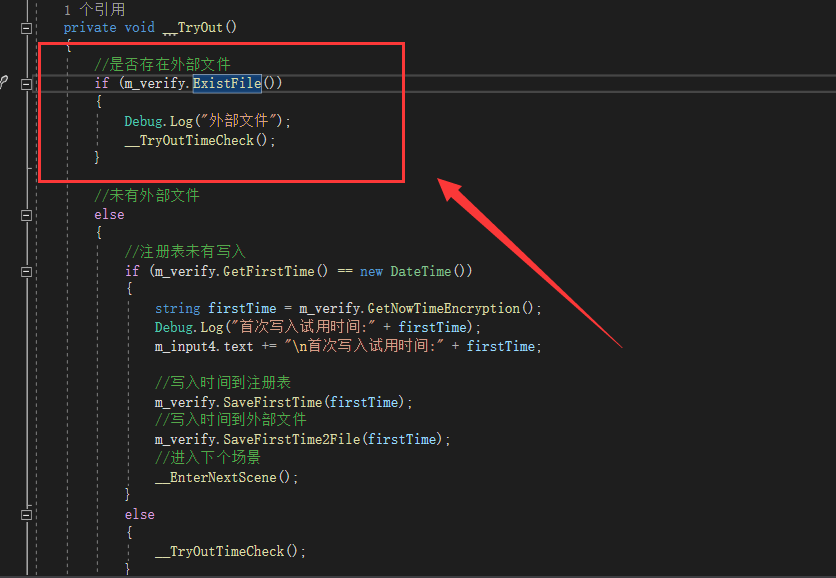 1 个引用
private void __TryOut()
{
//是否存在外部文件
if (m_verify.ExistFile())
{
Debug.Log("外部文件");
__TryOutTimeCheck();
}
//未有外部文件
else
{
//注册表未有写入
if (m_verify.GetFirstTime() == new DateTime())
{
string firstTime = m_verify.GetNowTimeEncryption();
Debug.Log("首次写入试用时间:" + firstTime);
m_input4.text += "\n首次写入试用时间:" + firstTime;
//写入时间到注册表
m_verify.SaveFirstTime(firstTime);
//写入时间到外部文件
m_verify.SaveFirstTime2File(firstTime);
//进入下个场景
__EnterNextScene();
}
else
{
__TryOutTimeCheck();
}